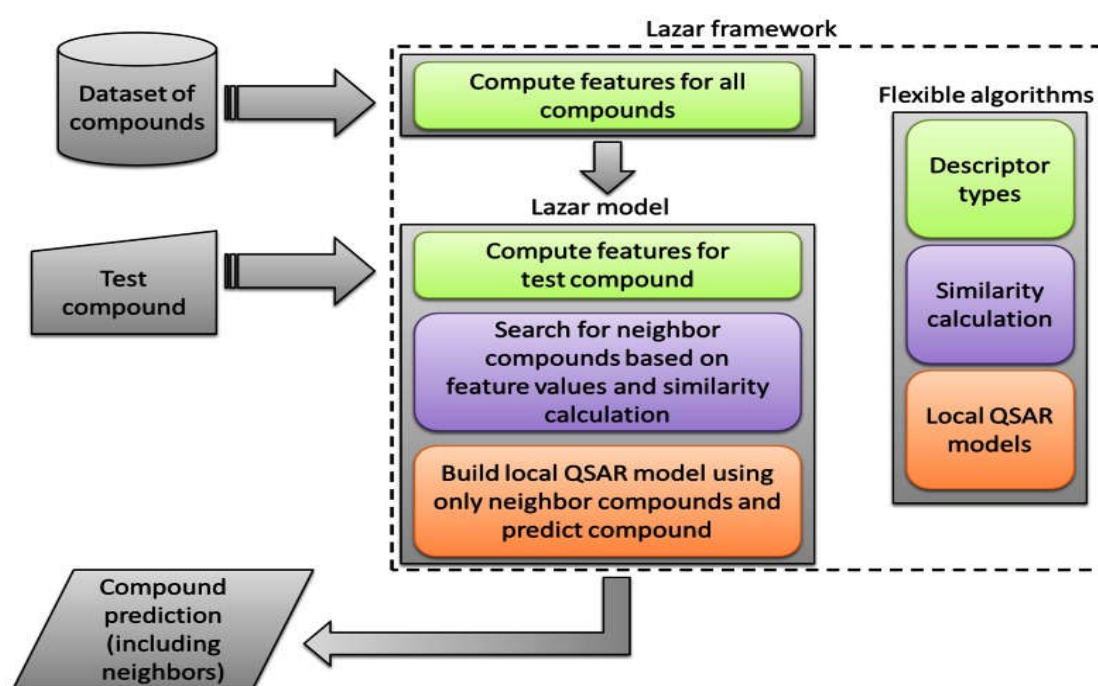 Lazar framework
Dataset of
compounds
Compute features for all
compounds
Flexible algorithms
Descriptor
types
Similarity
calculation
Local QSAR
models
Lazar model
Test
compound
Compute features for
test compound
Search for neighbor
compounds based on
feature values and similarity
calculation
Build local QSAR model using
only neighbor compounds and
predict compound
Compound
prediction
(including
neighbors)